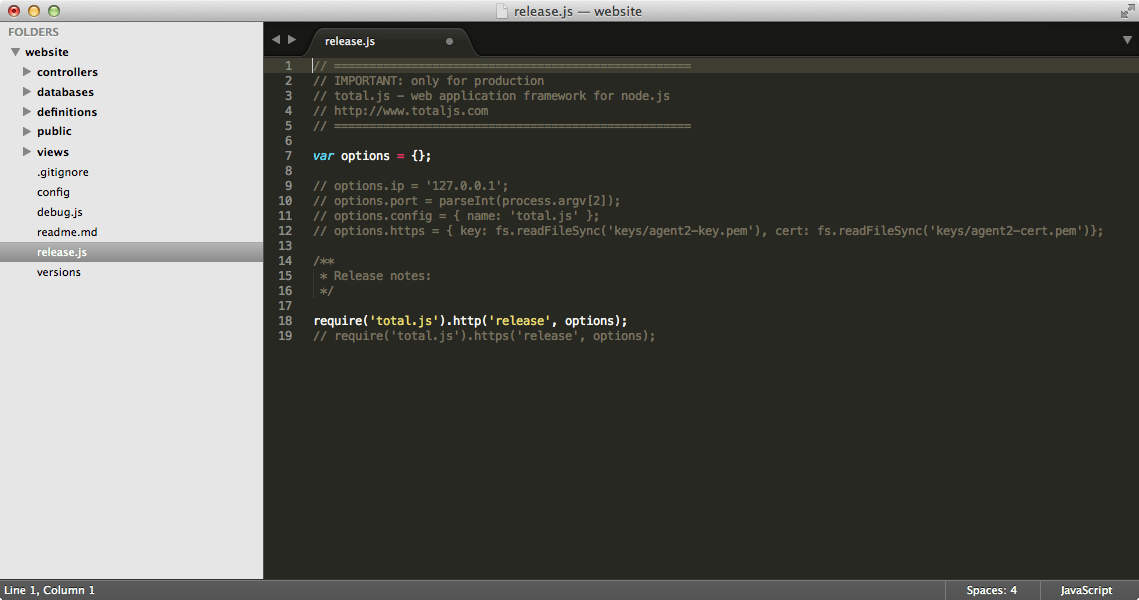 release.js — website
FOLDERS
website
controllers
databases
definitions
public
views
.gitignore
config
debug.js
readme.md
release.js
versions
release.js
1 // ===================================================
2 // IMPORTANT: only for production
3 // total.js - web application framework for node.js
4 // http://www.totaljs.com
5 // ===================================================
6
7 var options = {};
8
9 // options.ip = '127.0.0.1';
10 // options.port = parseInt(process.argv[2]);
11 // options.config = { name: 'total.js' };
12 // options.https = { key: fs.readFileSync('keys/agent2-key.pem'), cert: fs.readFileSync('keys/agent2-cert.pem')};
13
14 /**
15  * Release notes:
16  */
17
18 require('total.js').http('release', options);
19 // require('total.js').https('release', options);
Line 1, Column 1
Spaces: 4
JavaScript